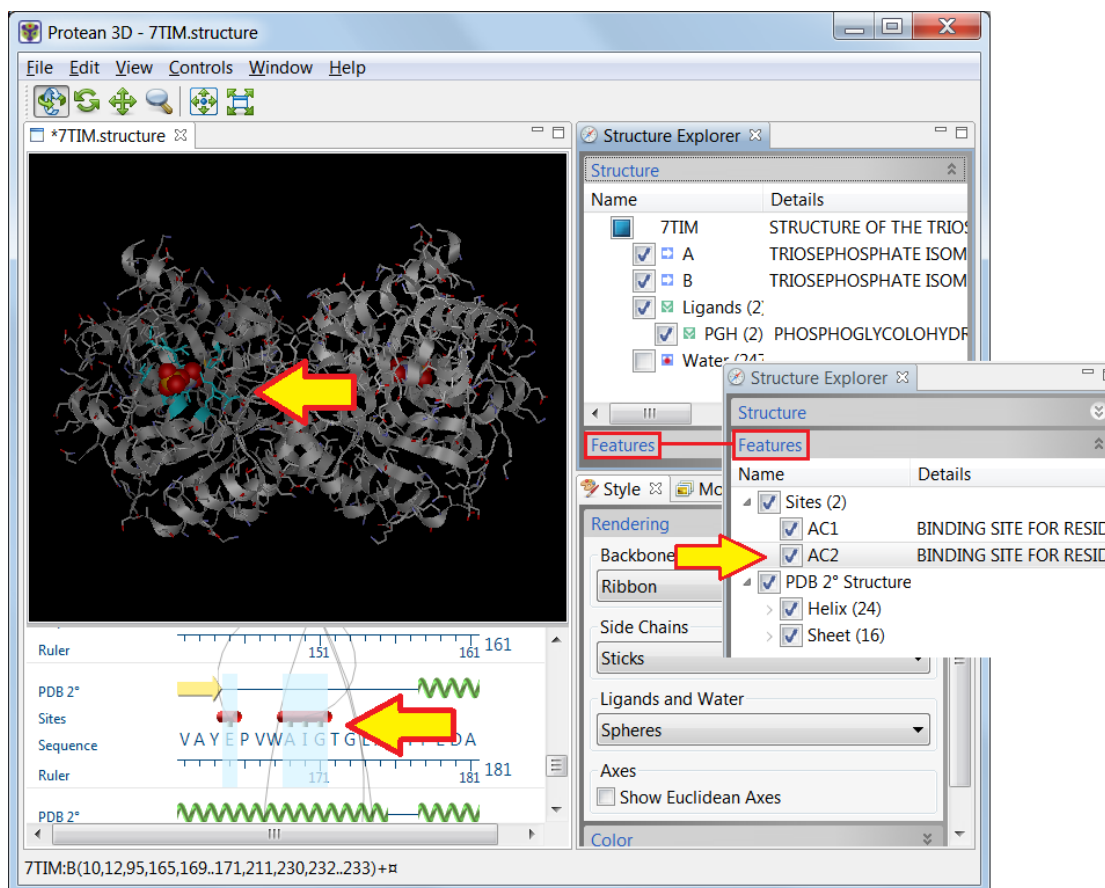 Protean 3D - 7TIM.structure
File Edit View Controls Window Help
*7TIM.structure
Structure Explorer
Structure
Name Details
7TIM STRUCTURE OF THE TRIOS
A TRIOSEPHOSPHATE ISOM
B TRIOSEPHOSPHATE ISOM
Ligands (2)
PGH (2) PHOSPHOGLYCOLOHYDR
Water (247
Features
Structure Explorer
Structure
Features
Name Details
Sites (2)
AC1 BINDING SITE FOR RESID
AC2 BINDING SITE FOR RESID
PDB 2° Structure
Helix (24)
Sheet (16)
Style Mo
Rendering
Backbone
Ribbon
Side Chains
Sticks
Ligands and Water
Spheres
Axes
Show Euclidean Axes
Color
Ruler 151 161 161
PDB 2°
Sites
Sequence V A Y E P V W A I G T G E D A
Ruler 171 181 181
PDB 2°
7TIM:B(10,12,95,165,169..171,211,230,232..233)+¤